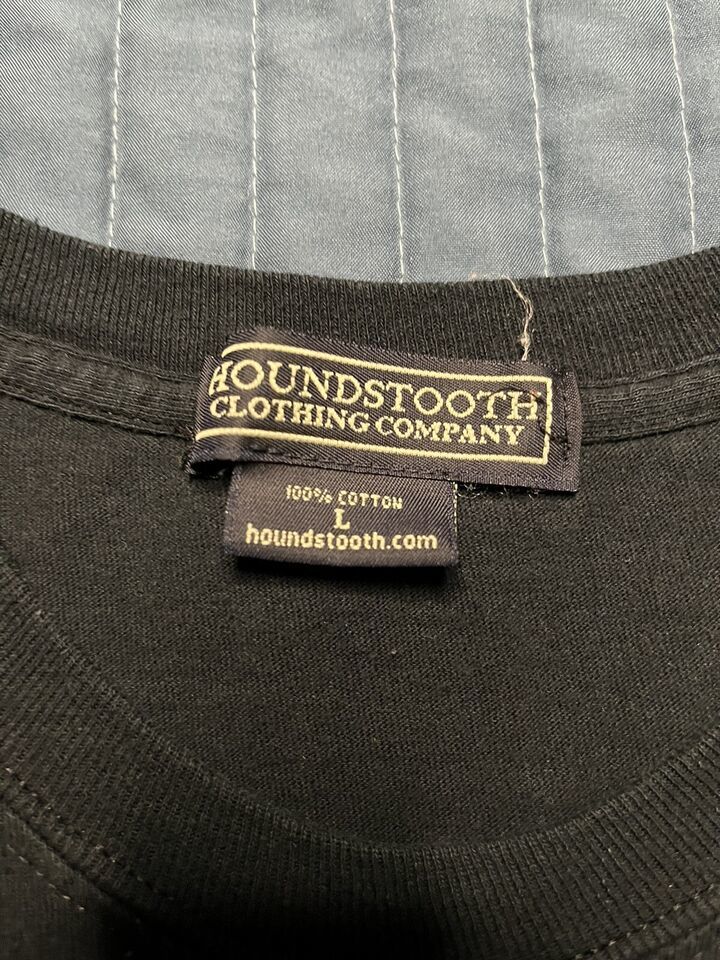 HOUNDSTOOTH
CLOTHING COMPANY
100% COTTON
L
houndstooth.com